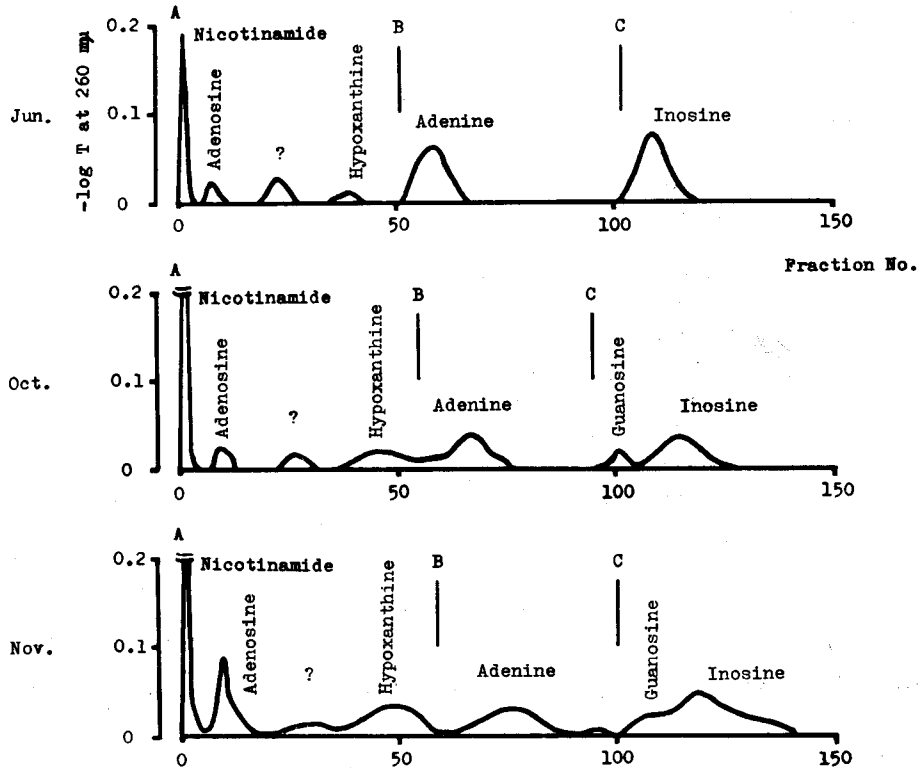 A
B
C
0.2
Nicotinamide
-log T at 260 mμ
Adenosine
?
Hypoxanthine
Adenine
Inosine
Jun.
0.1
0
0
50
100
150
Fraction No.
A
B
C
0.2
Nicotinamide
Adenosine
?
Hypoxanthine
Adenine
Guanosine
Inosine
Oct.
0.1
0
0
50
100
150
A
B
C
0.2
Nicotinamide
Adenosine
?
Hypoxanthine
Adenine
Guanosine
Inosine
Nov.
0.1
0
0
50
100
150